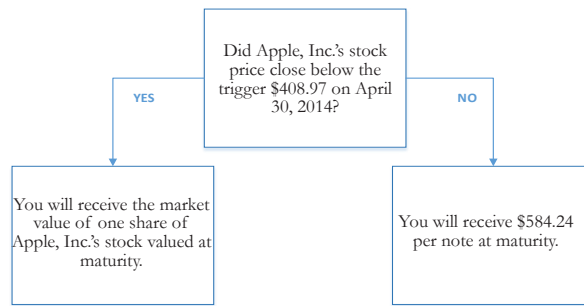 Did Apple, Inc.'s stock
price close below the
trigger $408.97 on April
30, 2014?
YES
NO
You will receive the market
value of one share of
Apple, Inc.'s stock valued at
maturity.
You will receive $584.24
per note at maturity.